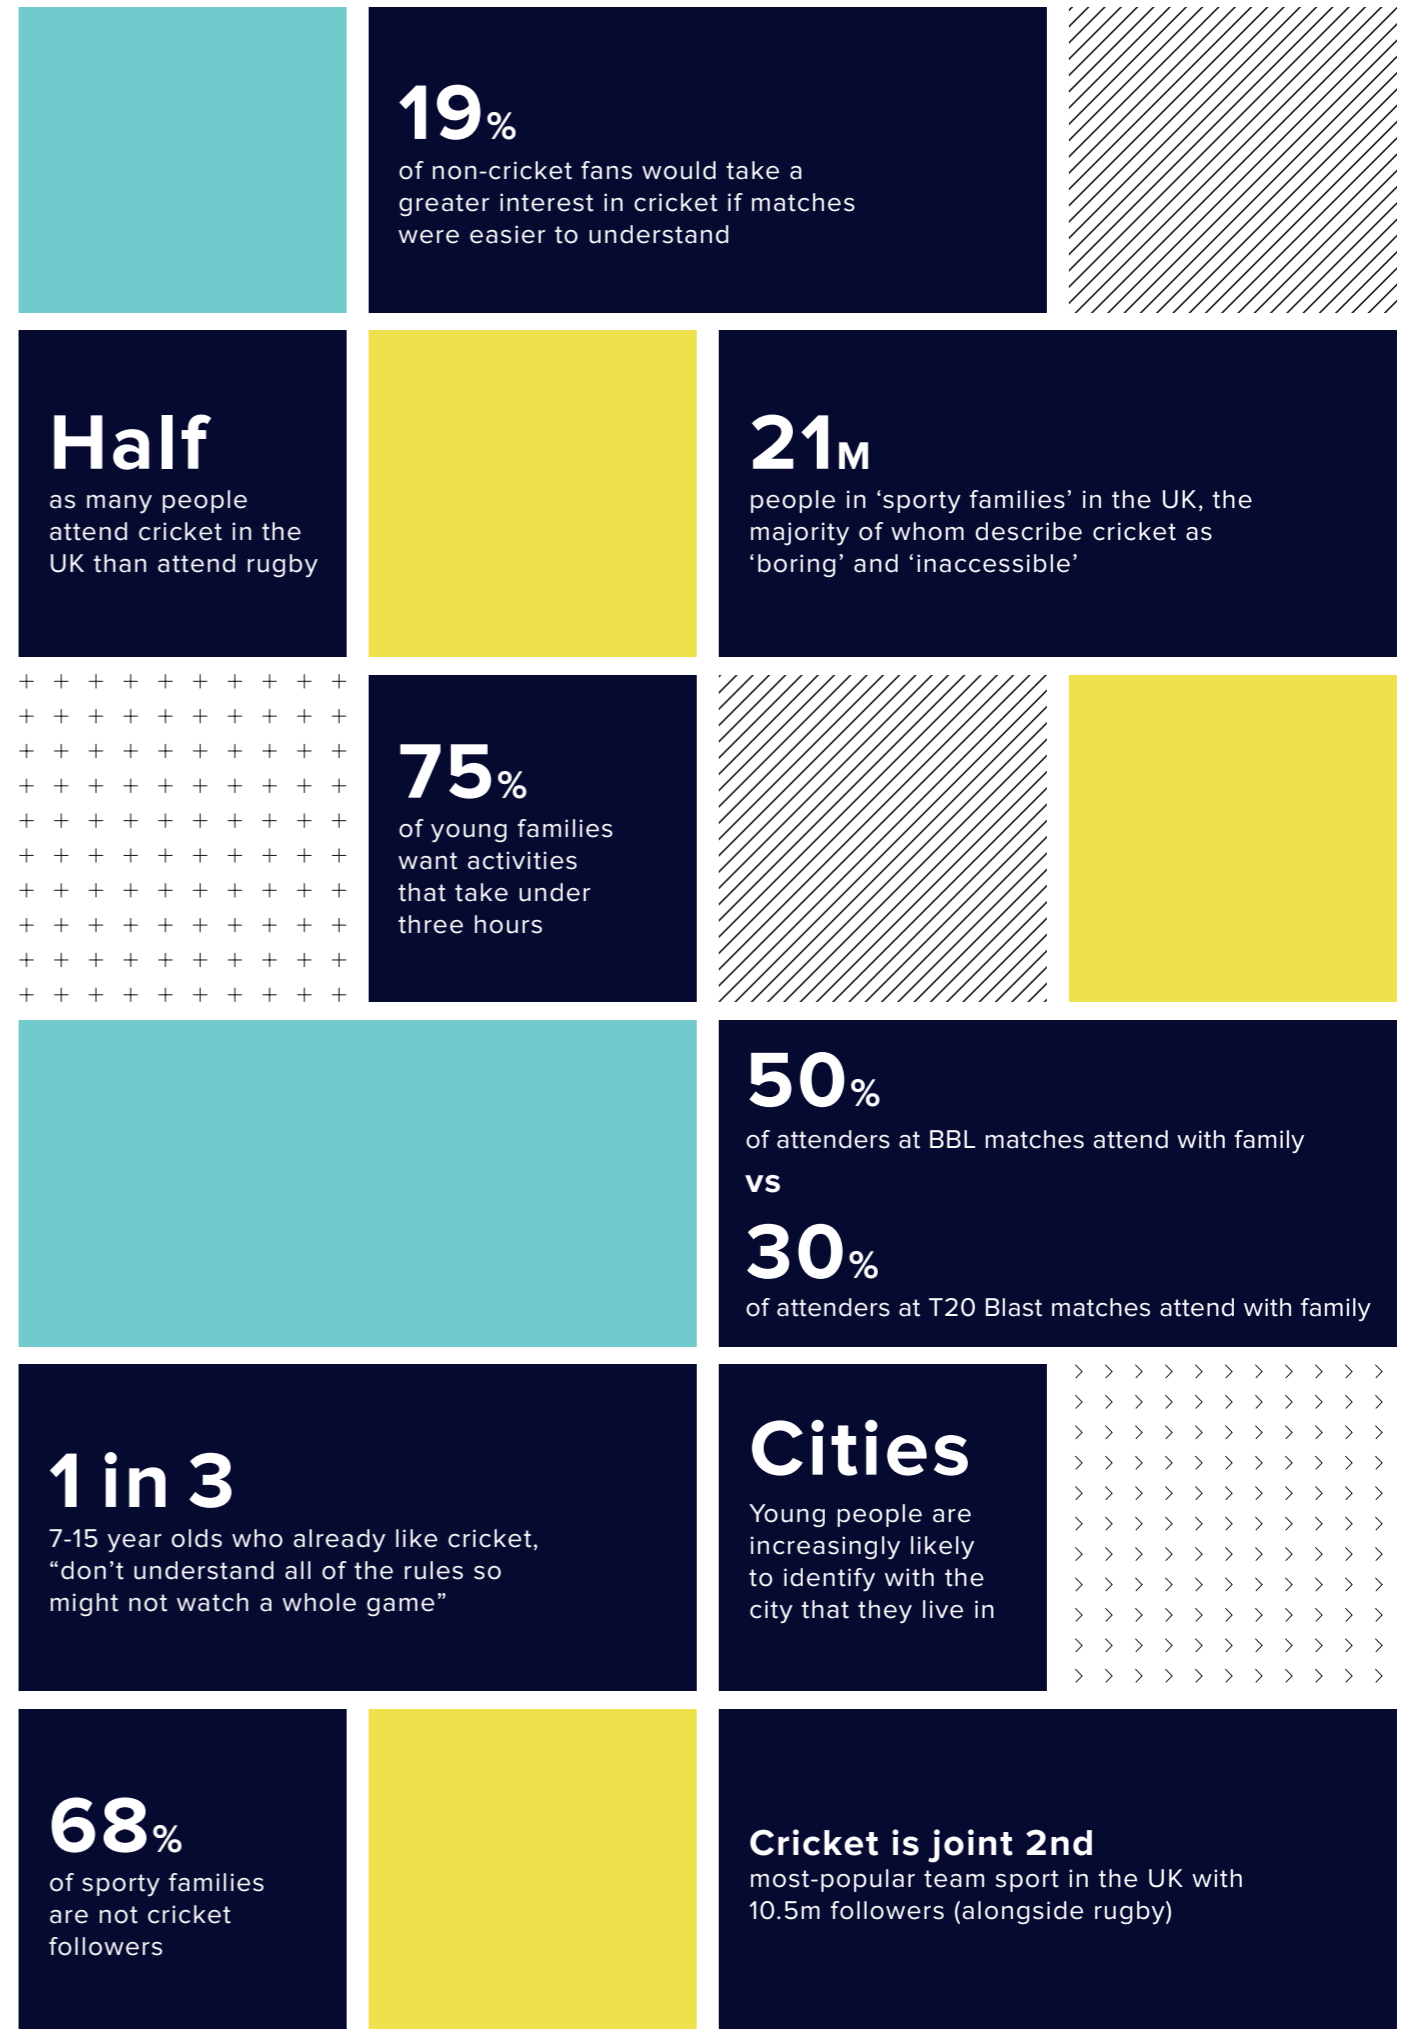 19%
of non-cricket fans would take a
greater interest in cricket if matches
were easier to understand
Half
as many people
attend cricket in the
UK than attend rugby
21M
people in ‘sporty families’ in the UK, the
majority of whom describe cricket as
‘boring’ and ‘inaccessible’
75%
of young families
want activities
that take under
three hours
50%
of attenders at BBL matches attend with family
vs
30%
of attenders at T20 Blast matches attend with family
1 in 3
7-15 year olds who already like cricket,
“don’t understand all of the rules so
might not watch a whole game”
Cities
Young people are
increasingly likely
to identify with the
city that they live in
68%
of sporty families
are not cricket
followers
Cricket is joint 2nd
most-popular team sport in the UK with
10.5m followers (alongside rugby)